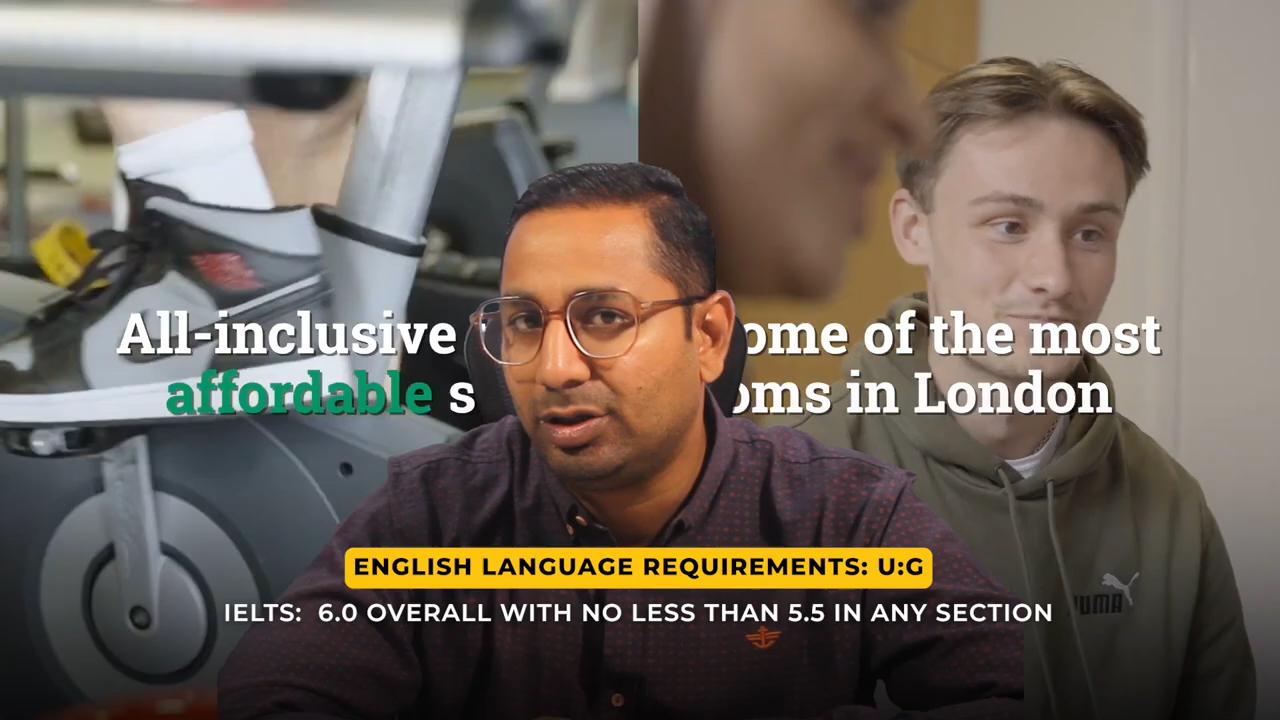 All-inclusive ome of the most
affordable s oms in London
ENGLISH LANGUAGE REQUIREMENTS: U:G
IELTS: 6.0 OVERALL WITH NO LESS THAN 5.5 IN ANY SECTION
UMA